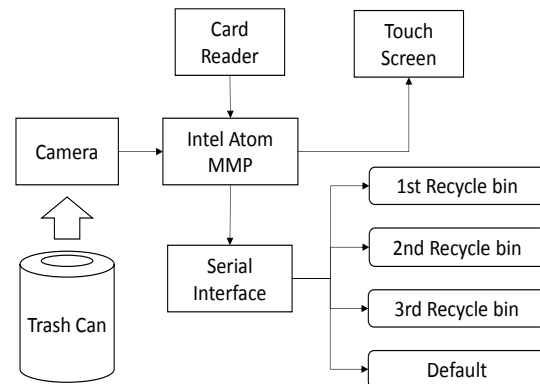 Card
Reader
Touch
Screen
Camera
Intel Atom
MMP
1st Recycle bin
2nd Recycle bin
Serial
Interface
3rd Recycle bin
Trash Can
Default